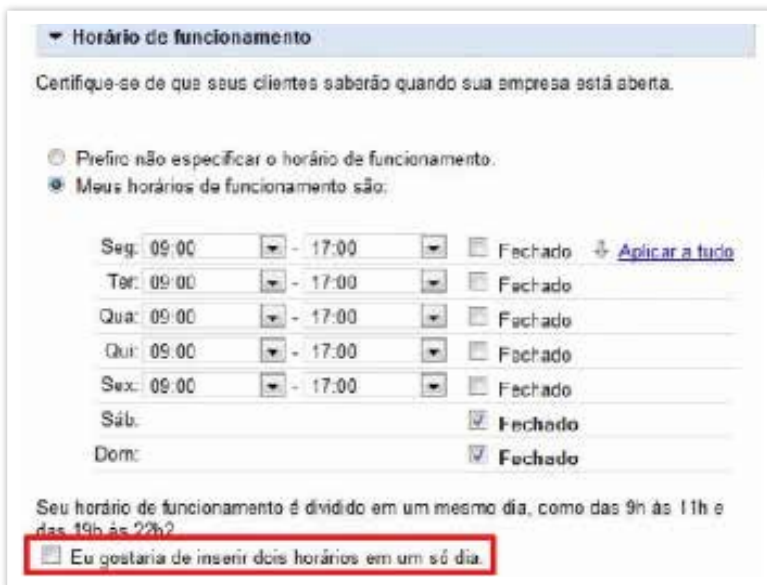 Horário de funcionamento
Certifique-se de que seus clientes saberão quando sua empresa está aberta.
Prefiro não especificar o horário de funcionamento.
Meus horários de funcionamento são:
Seg: 09:00 - 17:00 Fechado Aplicar a tudo
Ter: 09:00 - 17:00 Fechado
Qua: 09:00 - 17:00 Fechado
Qui: 09:00 - 17:00 Fechado
Sex: 09:00 - 17:00 Fechado
Sáb: Fechado
Dom: Fechado
Seu horário de funcionamento é dividido em um mesmo dia, como das 9h às 11h e
das 19h às 22h?
Eu gostaria de inserir dois horários em um só dia.